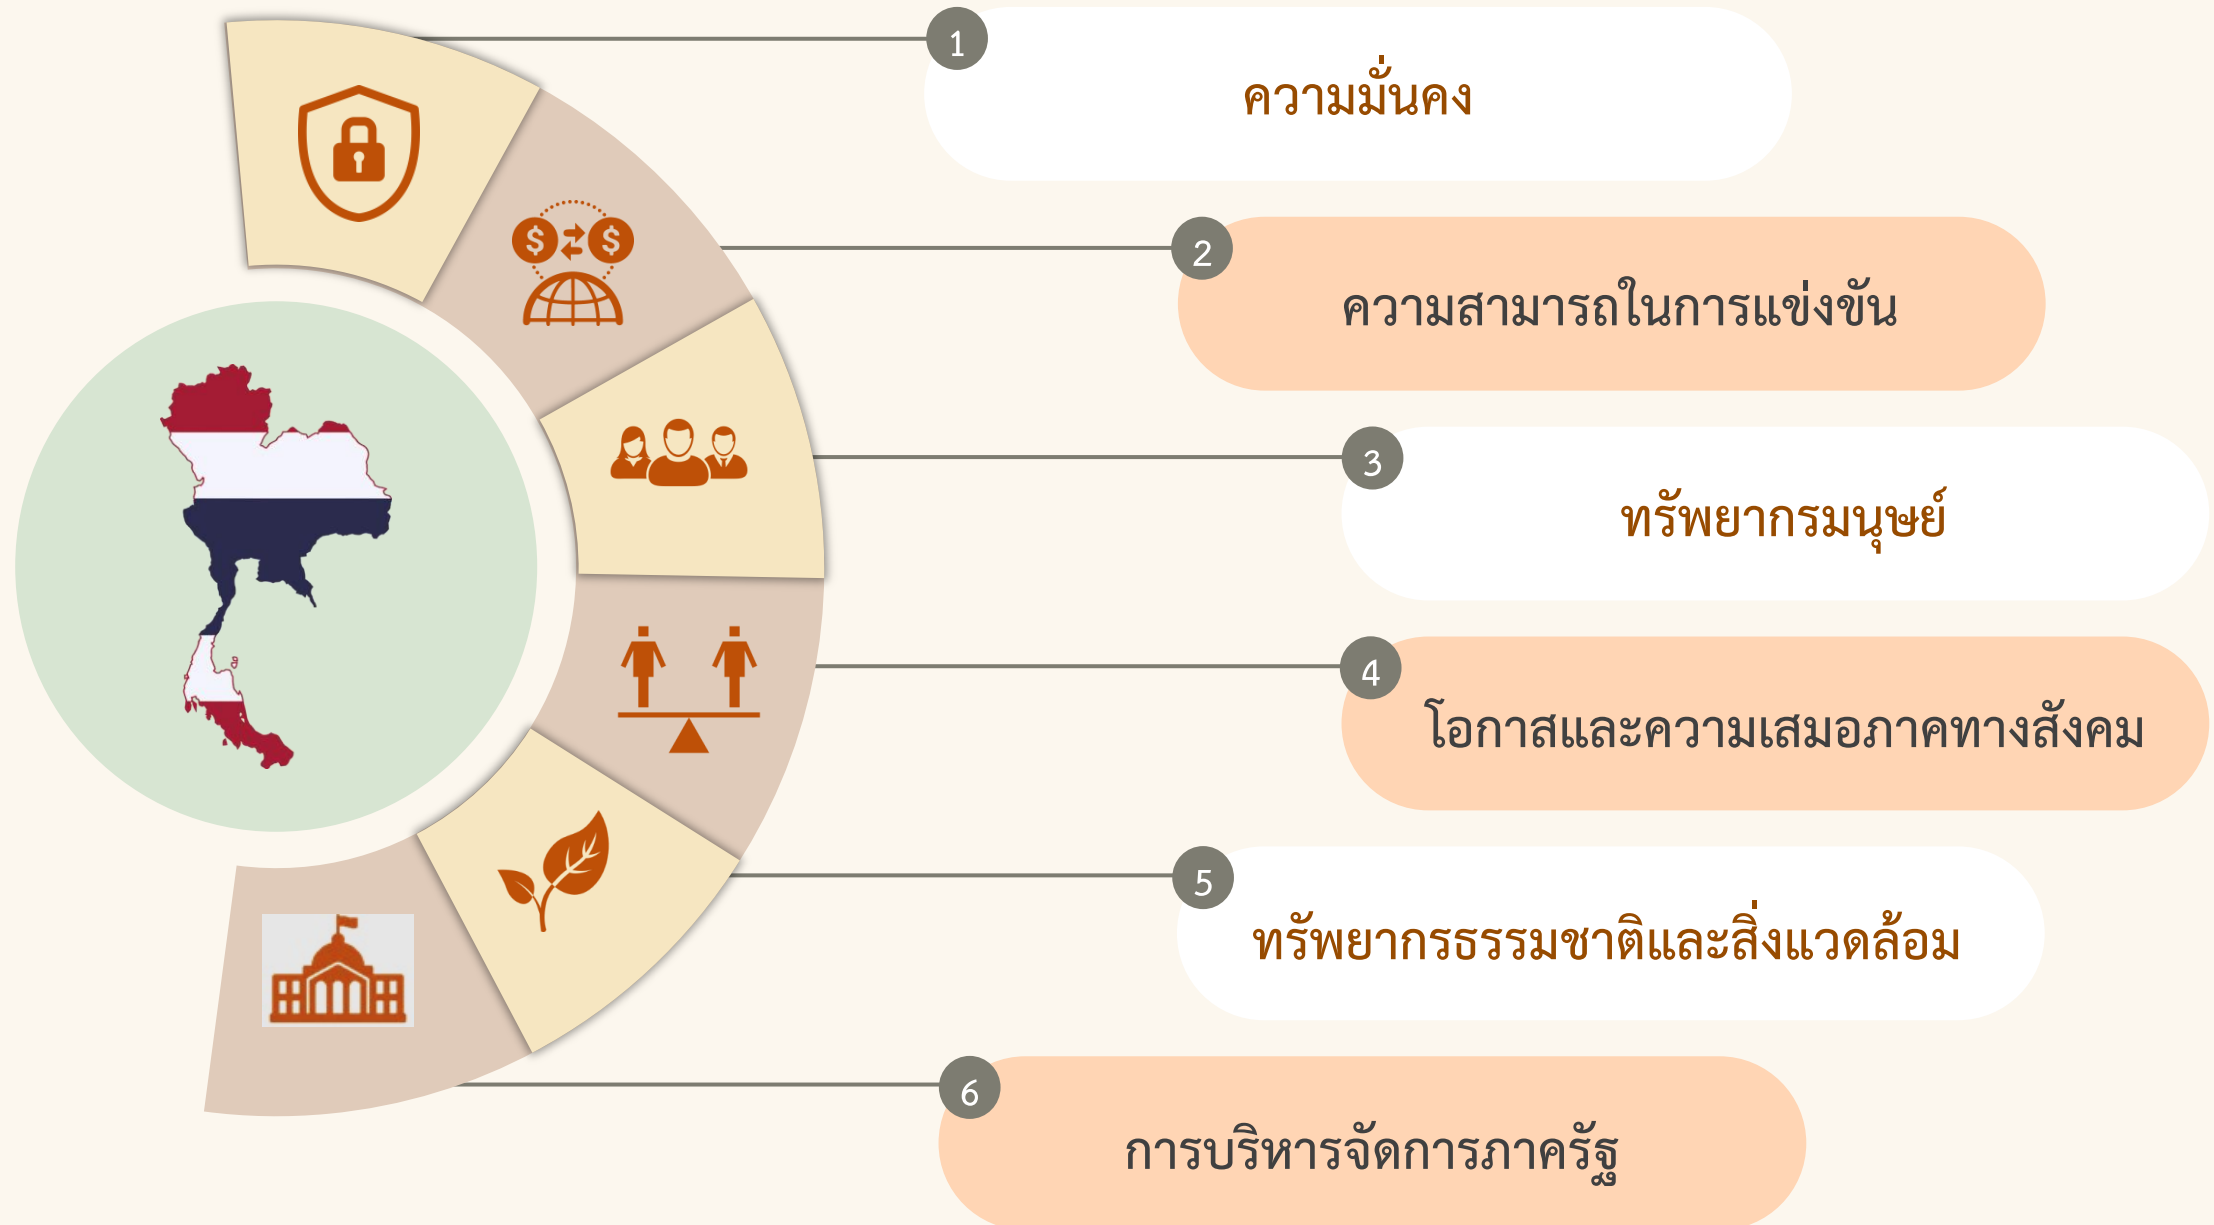 1
ความมั่นคง
2
ความสามารถในการแข่งขัน
3
ทรัพยากรมนุษย์
4
โอกาสและความเสมอภาคทางสังคม
5
ทรัพยากรธรรมชาติและสิ่งแวดล้อม
6
การบริหารจัดการภาครัฐ